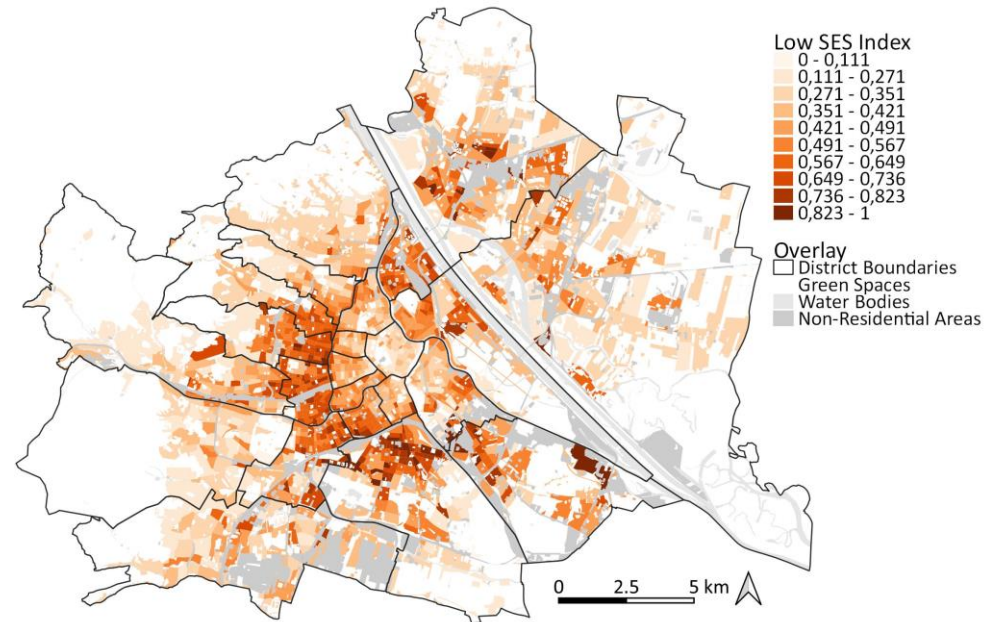 Low SES Index
0 - 0,111
0,111 - 0,271
0,271 - 0,351
0,351 - 0,421
0,421 - 0,491
0,491 - 0,567
0,567 - 0,649
0,649 - 0,736
0,736 - 0,823
0,823 - 1
Overlay
District Boundaries
Green Spaces
Water Bodies
Non-Residential Areas
0 2.5 5 km